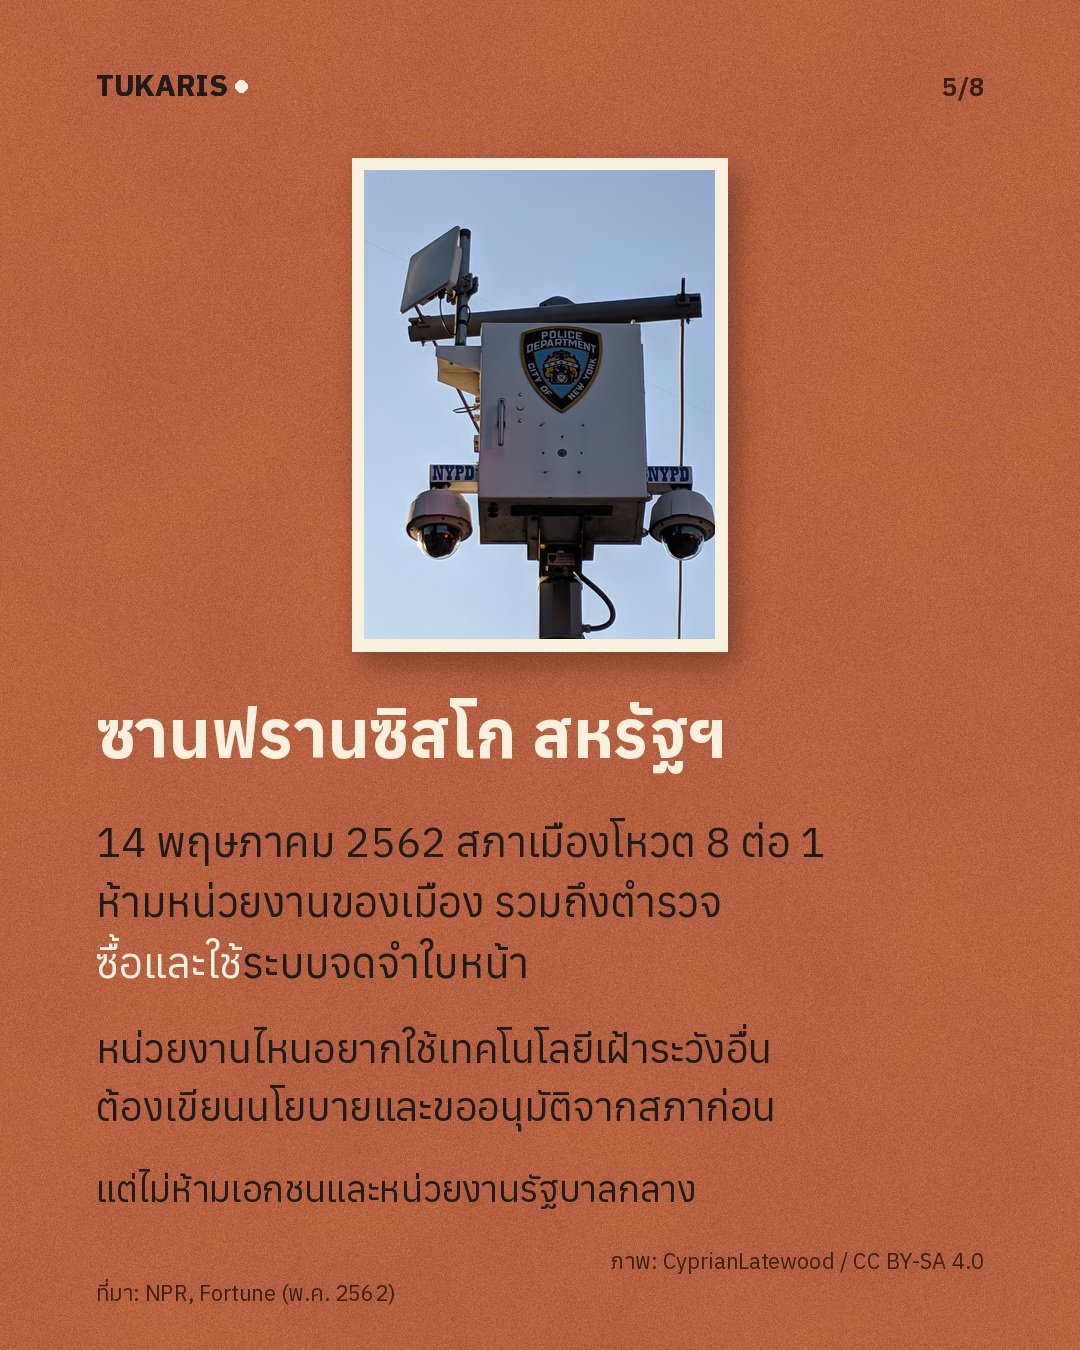 TUKARIS
5/8
POLICE
DEPARTMENT
CITY OF NEW YORK
NYPD
NYPD
ซานฟรานซิสโก สหรัฐฯ
14 พฤษภาคม 2562 สภาเมืองโหวต 8 ต่อ 1
ห้ามหน่วยงานของเมือง รวมถึงตำรวจ
ซื้อและใช้ระบบจดจำใบหน้า
หน่วยงานไหนอยากใช้เทคโนโลยีเฝ้าระวังอื่น
ต้องเขียนนโยบายและขออนุมัติจากสภาก่อน
แต่ไม่ห้ามเอกชนและหน่วยงานรัฐบาลกลาง
ภาพ: CyprianLatewood / CC BY-SA 4.0
ที่มา: NPR, Fortune (พ.ค. 2562)